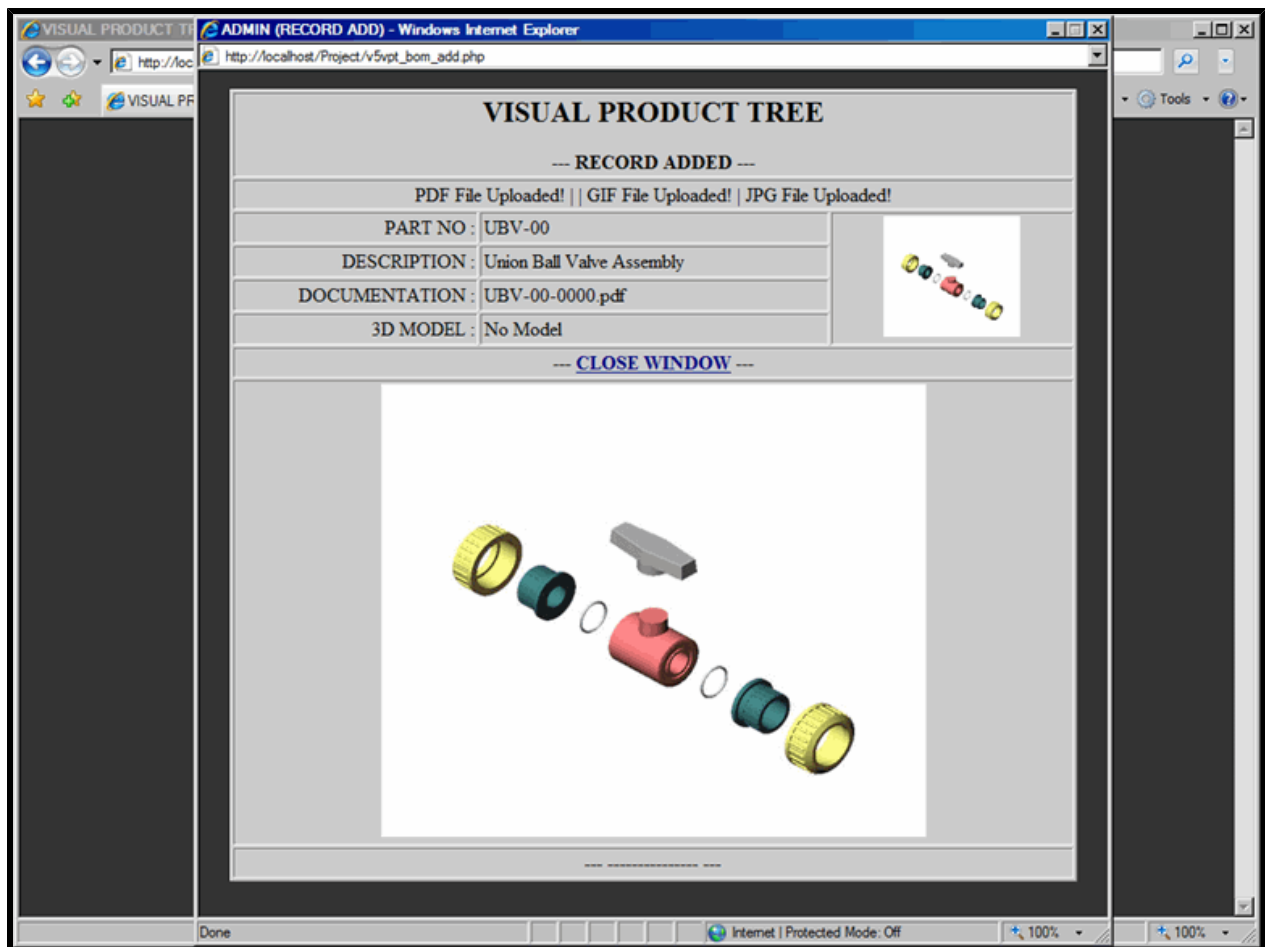 VISUAL PRODUCT TR
ADMIN (RECORD ADD) - Windows Internet Explorer
http://loc
http://localhost/Project/v5vpt_bom_add.php
VISUAL PR
Tools
VISUAL PRODUCT TREE
--- RECORD ADDED ---
PDF File Uploaded! | | GIF File Uploaded! | JPG File Uploaded!
PART NO : UBV-00
DESCRIPTION : Union Ball Valve Assembly
DOCUMENTATION : UBV-00-0000.pdf
3D MODEL : No Model
--- CLOSE WINDOW ---
--- --------------- ---
Done
Internet | Protected Mode: Off
100%
100%